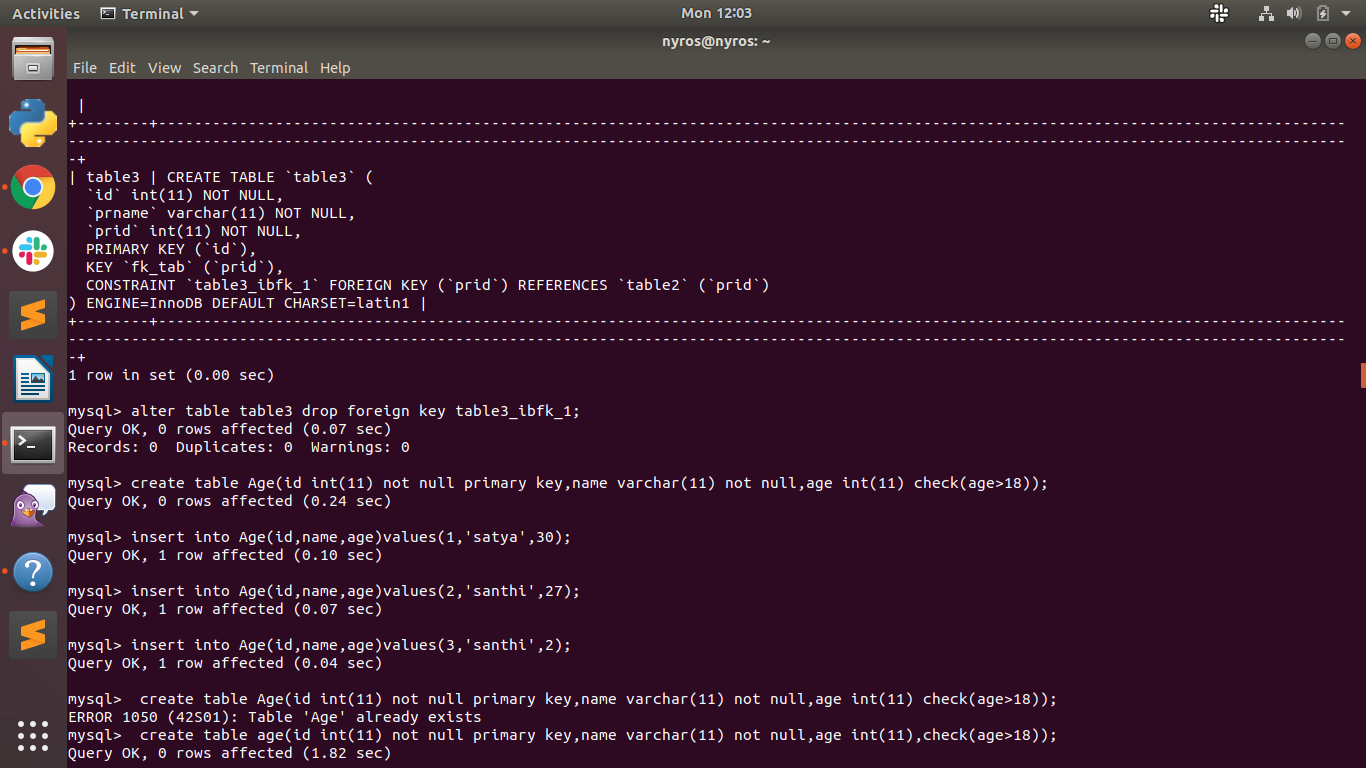 Activities Terminal Mon 12:03
nyros@nyros: ~
File Edit View Search Terminal Help
|
+--------+------------------------------------------------------------------------------------------------------------------------------------
----------------------------------------------------------------------------------------------------------------------------------------------
-+
| table3 | CREATE TABLE `table3` (
`id` int(11) NOT NULL,
`prname` varchar(11) NOT NULL,
`prid` int(11) NOT NULL,
PRIMARY KEY (`id`),
KEY `fk_tab` (`prid`),
CONSTRAINT `table3_ibfk_1` FOREIGN KEY (`prid`) REFERENCES `table2` (`prid`)
) ENGINE=InnoDB DEFAULT CHARSET=latin1 |
+--------+------------------------------------------------------------------------------------------------------------------------------------
----------------------------------------------------------------------------------------------------------------------------------------------
-+
1 row in set (0.00 sec)
mysql> alter table table3 drop foreign key table3_ibfk_1;
Query OK, 0 rows affected (0.07 sec)
Records: 0  Duplicates: 0  Warnings: 0
mysql> create table Age(id int(11) not null primary key,name varchar(11) not null,age int(11) check(age>18));
Query OK, 0 rows affected (0.24 sec)
mysql> insert into Age(id,name,age)values(1,'satya',30);
Query OK, 1 row affected (0.10 sec)
mysql> insert into Age(id,name,age)values(2,'santhi',27);
Query OK, 1 row affected (0.07 sec)
mysql> insert into Age(id,name,age)values(3,'santhi',2);
Query OK, 1 row affected (0.04 sec)
mysql>  create table Age(id int(11) not null primary key,name varchar(11) not null,age int(11) check(age>18));
ERROR 1050 (42S01): Table 'Age' already exists
mysql>  create table age(id int(11) not null primary key,name varchar(11) not null,age int(11),check(age>18));
Query OK, 0 rows affected (1.82 sec)